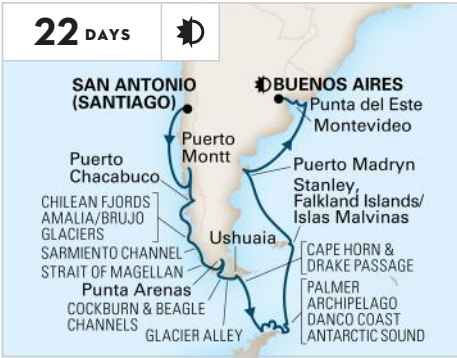 22 DAYS
SAN ANTONIO
(SANTIAGO)
BUENOS AIRES
Punta del Este
Montevideo
Puerto
Montt
Puerto
Chacabuco
Puerto Madryn
Stanley,
Falkland Islands/
Islas Malvinas
CHILEAN FJORDS
AMALIA/BRUJO
GLACIERS
SARMIENTO CHANNEL
STRAIT OF MAGELLAN
Punta Arenas
COCKBURN & BEAGLE
CHANNELS
GLACIER ALLEY
Ushuaia
CAPE HORN &
DRAKE PASSAGE
PALMER
ARCHIPELAGO
DANCO COAST
ANTARCTIC SOUND